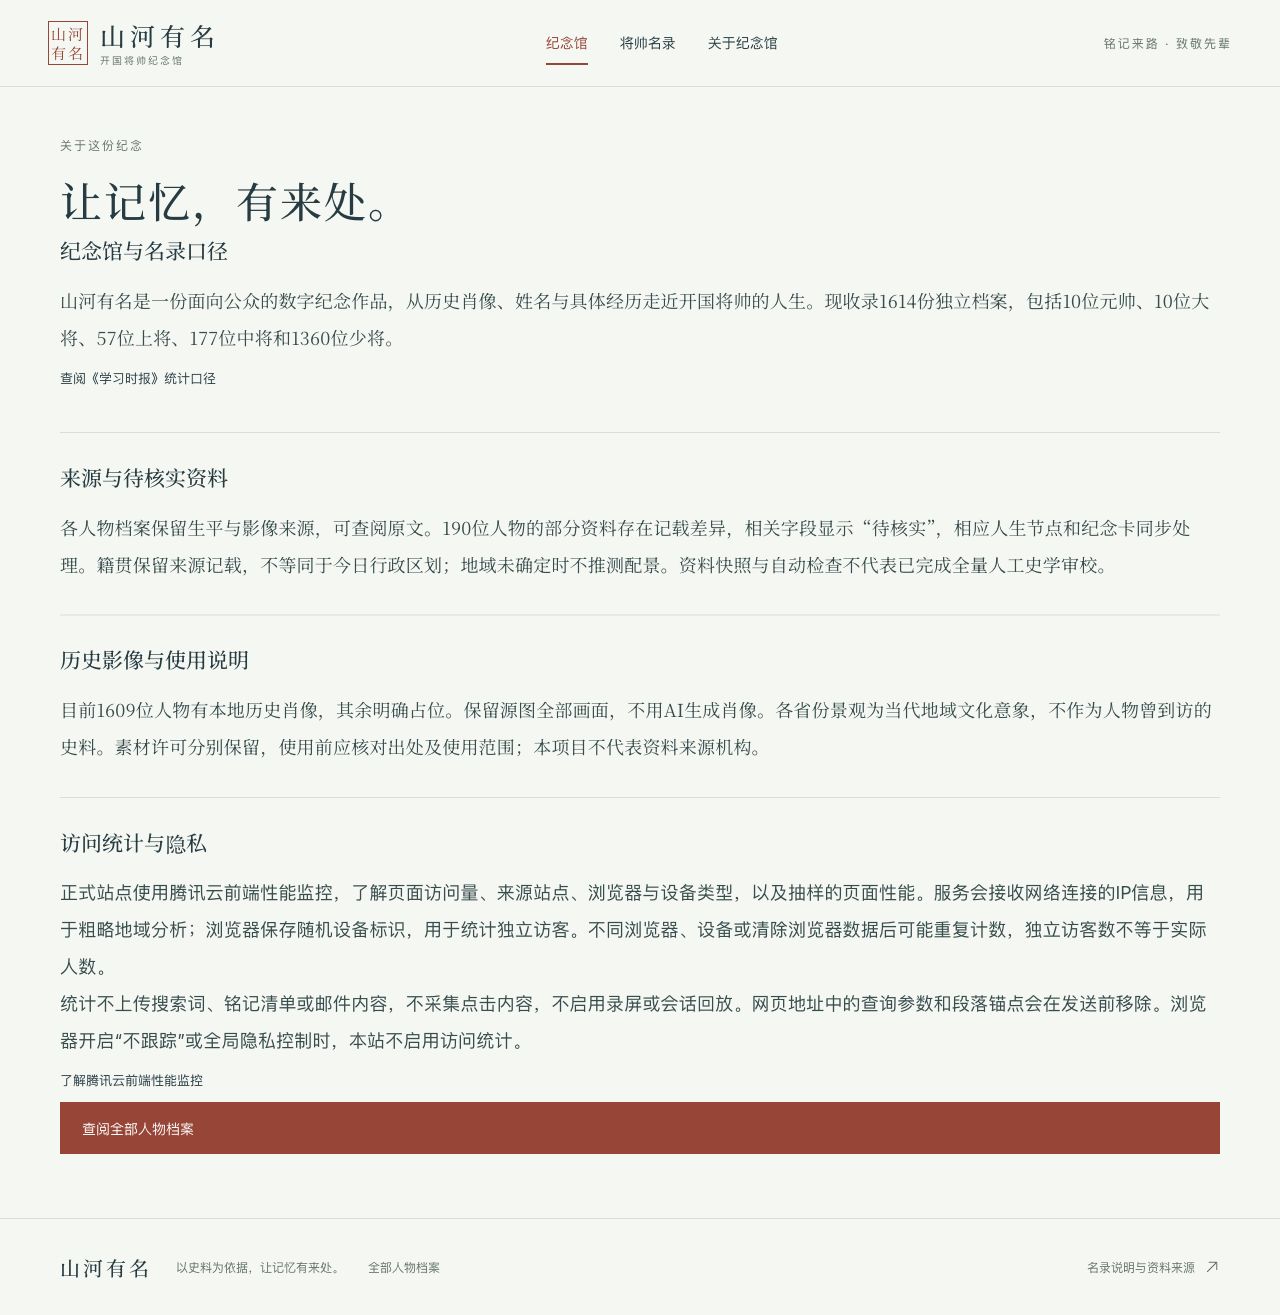 山河
有名
山河有名
开国将帅纪念馆
纪念馆
将帅名录
关于纪念馆
铭记来路 · 致敬先辈
关于这份纪念
让记忆，有来处。
纪念馆与名录口径
山河有名是一份面向公众的数字纪念作品，从历史肖像、姓名与具体经历走近开国将帅的人生。现收录1614份独立档案，包括10位元帅、10位大
将、57位上将、177位中将和1360位少将。
查阅《学习时报》统计口径
来源与待核实资料
各人物档案保留生平与影像来源，可查阅原文。190位人物的部分资料存在记载差异，相关字段显示“待核实”，相应人生节点和纪念卡同步处
理。籍贯保留来源记载，不等同于今日行政区划；地域未确定时不推测配景。资料快照与自动检查不代表已完成全量人工史学审校。
历史影像与使用说明
目前1609位人物有本地历史肖像，其余明确占位。保留源图全部画面，不用AI生成肖像。各省份景观为当代地域文化意象，不作为人物曾到访的
史料。素材许可分别保留，使用前应核对出处及使用范围；本项目不代表资料来源机构。
访问统计与隐私
正式站点使用腾讯云前端性能监控，了解页面访问量、来源站点、浏览器与设备类型，以及抽样的页面性能。服务会接收网络连接的IP信息，用
于粗略地域分析；浏览器保存随机设备标识，用于统计独立访客。不同浏览器、设备或清除浏览器数据后可能重复计数，独立访客数不等于实际
人数。
统计不上传搜索词、铭记清单或邮件内容，不采集点击内容，不启用录屏或会话回放。网页地址中的查询参数和段落锚点会在发送前移除。浏览
器开启“不跟踪”或全局隐私控制时，本站不启用访问统计。
了解腾讯云前端性能监控
查阅全部人物档案
山河有名
以史料为依据，让记忆有来处。
全部人物档案
名录说明与资料来源